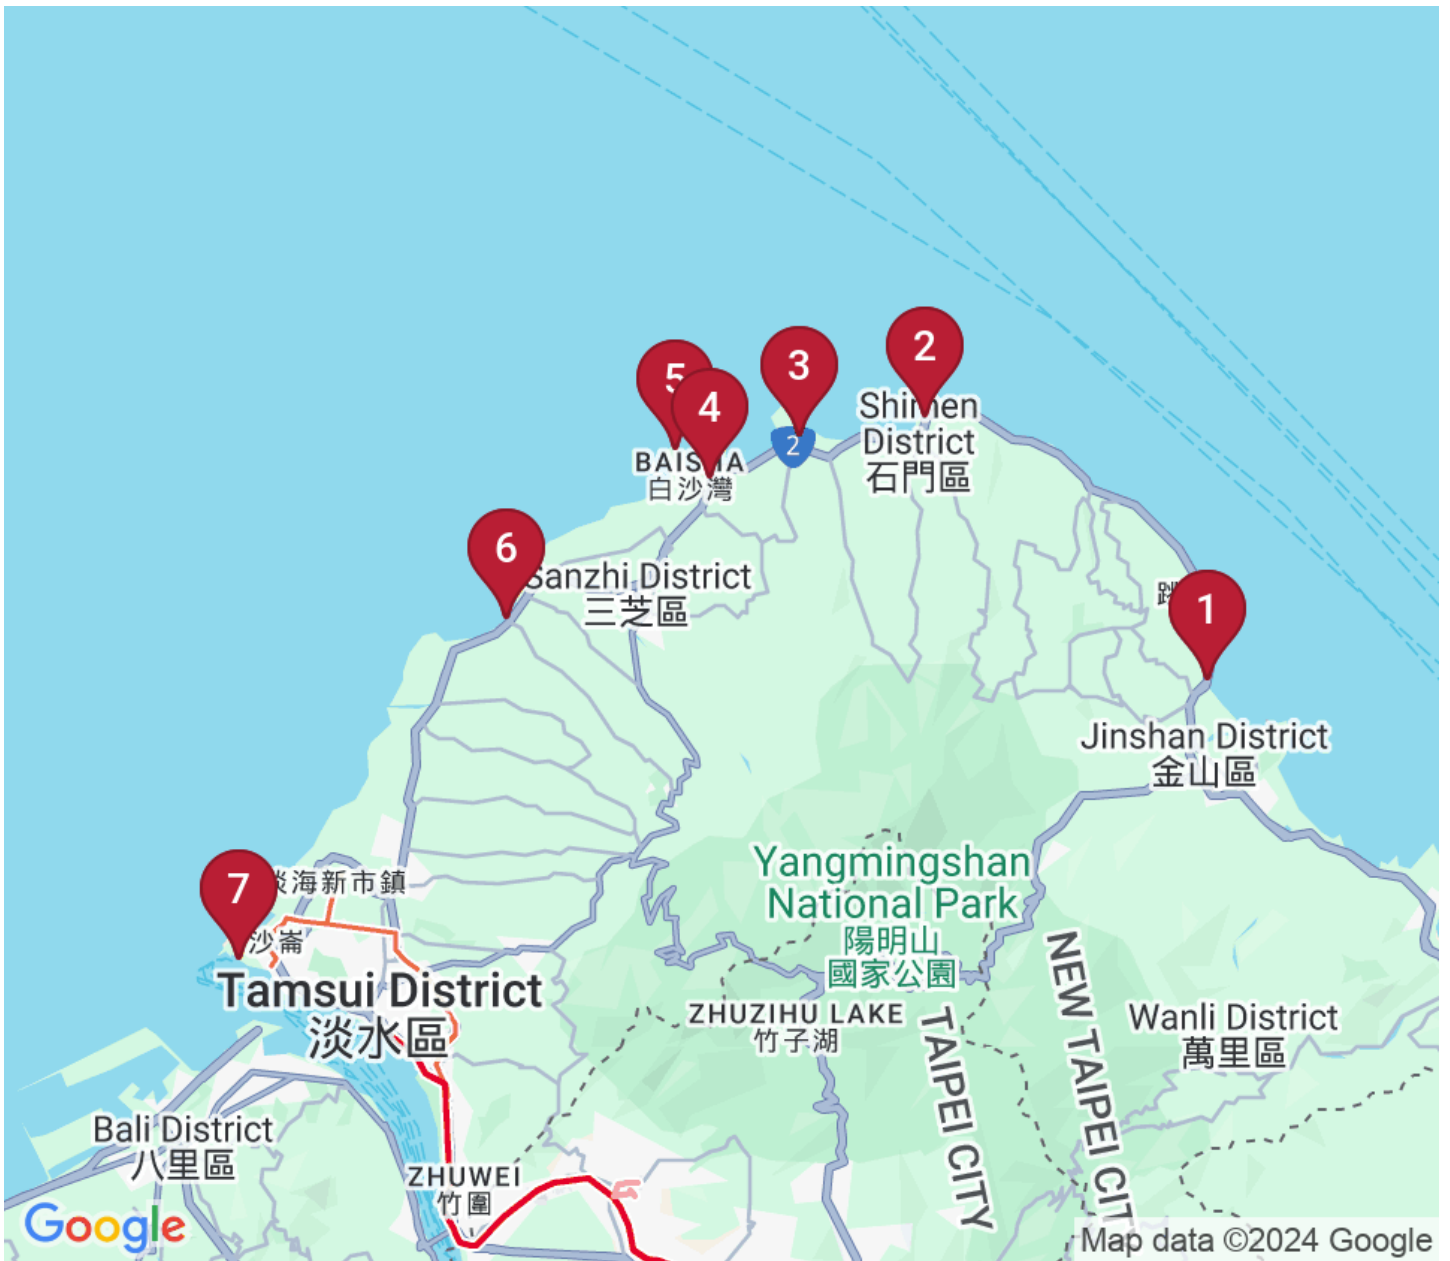 2
3
5
4
Shimen
District
石門區
2
BAISHA
白沙灣
6
Sanzhi District
三芝區
1
Jinshan District
金山區
Yangmingshan
National Park
陽明山
國家公園
7
淡海新市鎮
沙崙
Tamsui District
淡水區
ZHUZIHU LAKE
竹子湖
TAIPEI CITY
NEW TAIPEI CITY
Wanli District
萬里區
Bali District
八里區
ZHUWEI
竹圍
Google
Map data ©2024 Google